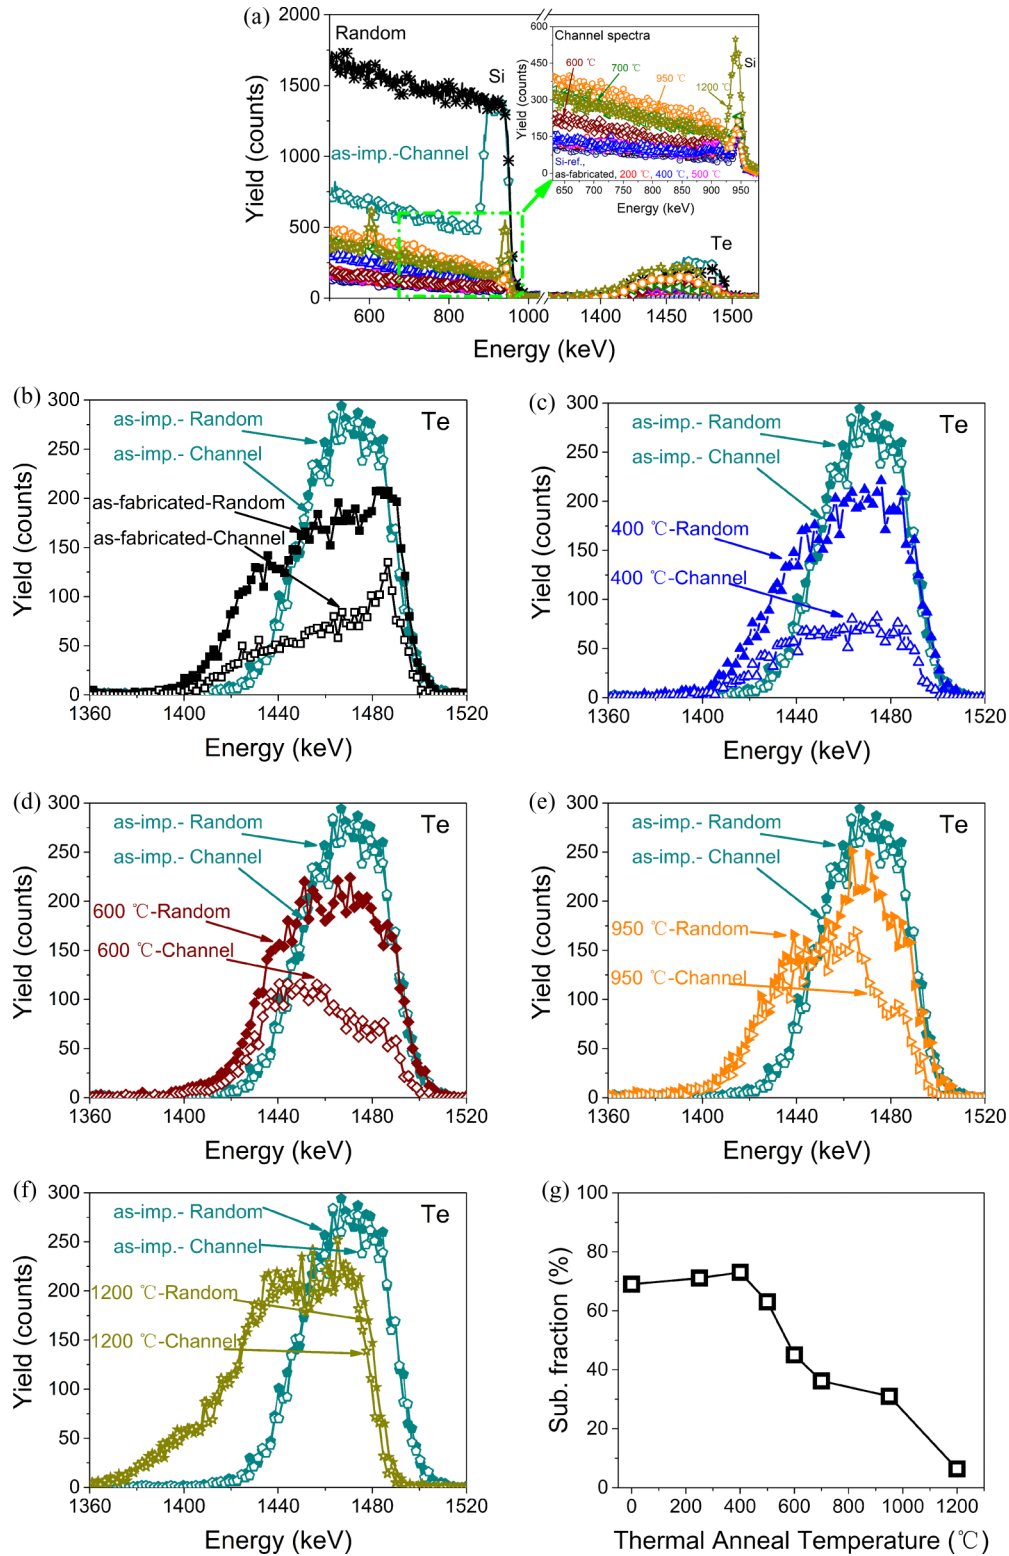 (a)
2000
1500
1000
500
0
Yield (counts)
Random
Si
as-imp.-Channel
Te
600
800
1000
1400
1450
1500
Energy (keV)
600
450
300
150
0
Yield (counts)
Channel spectra
600 ℃
700 ℃
950 ℃
1200 ℃
Si
Si-ref.,
as-fabricated, 200 ℃, 400 ℃, 500 ℃
650 700 750 800 850 900 950
Energy (keV)
(b)
300
250
200
150
100
50
0
Yield (counts)
as-imp.- Random
as-imp.- Channel
as-fabricated-Random
as-fabricated-Channel
Te
1360 1400 1440 1480 1520
Energy (keV)
(c)
300
250
200
150
100
50
0
Yield (counts)
as-imp.- Random
as-imp.- Channel
400 ℃-Random
400 ℃-Channel
Te
1360 1400 1440 1480 1520
Energy (keV)
(d)
300
250
200
150
100
50
0
Yield (counts)
as-imp.- Random
as-imp.- Channel
600 ℃-Random
600 ℃-Channel
Te
1360 1400 1440 1480 1520
Energy (keV)
(e)
300
250
200
150
100
50
0
Yield (counts)
as-imp.- Random
as-imp.- Channel
950 ℃-Random
950 ℃-Channel
Te
1360 1400 1440 1480 1520
Energy (keV)
(f)
300
250
200
150
100
50
0
Yield (counts)
as-imp.- Random
as-imp.- Channel
1200 ℃-Random
1200 ℃-Channel
Te
1360 1400 1440 1480 1520
Energy (keV)
(g)
100
80
60
40
20
0
Sub. fraction (%)
0 200 400 600 800 1000 1200
Thermal Anneal Temperature (℃)